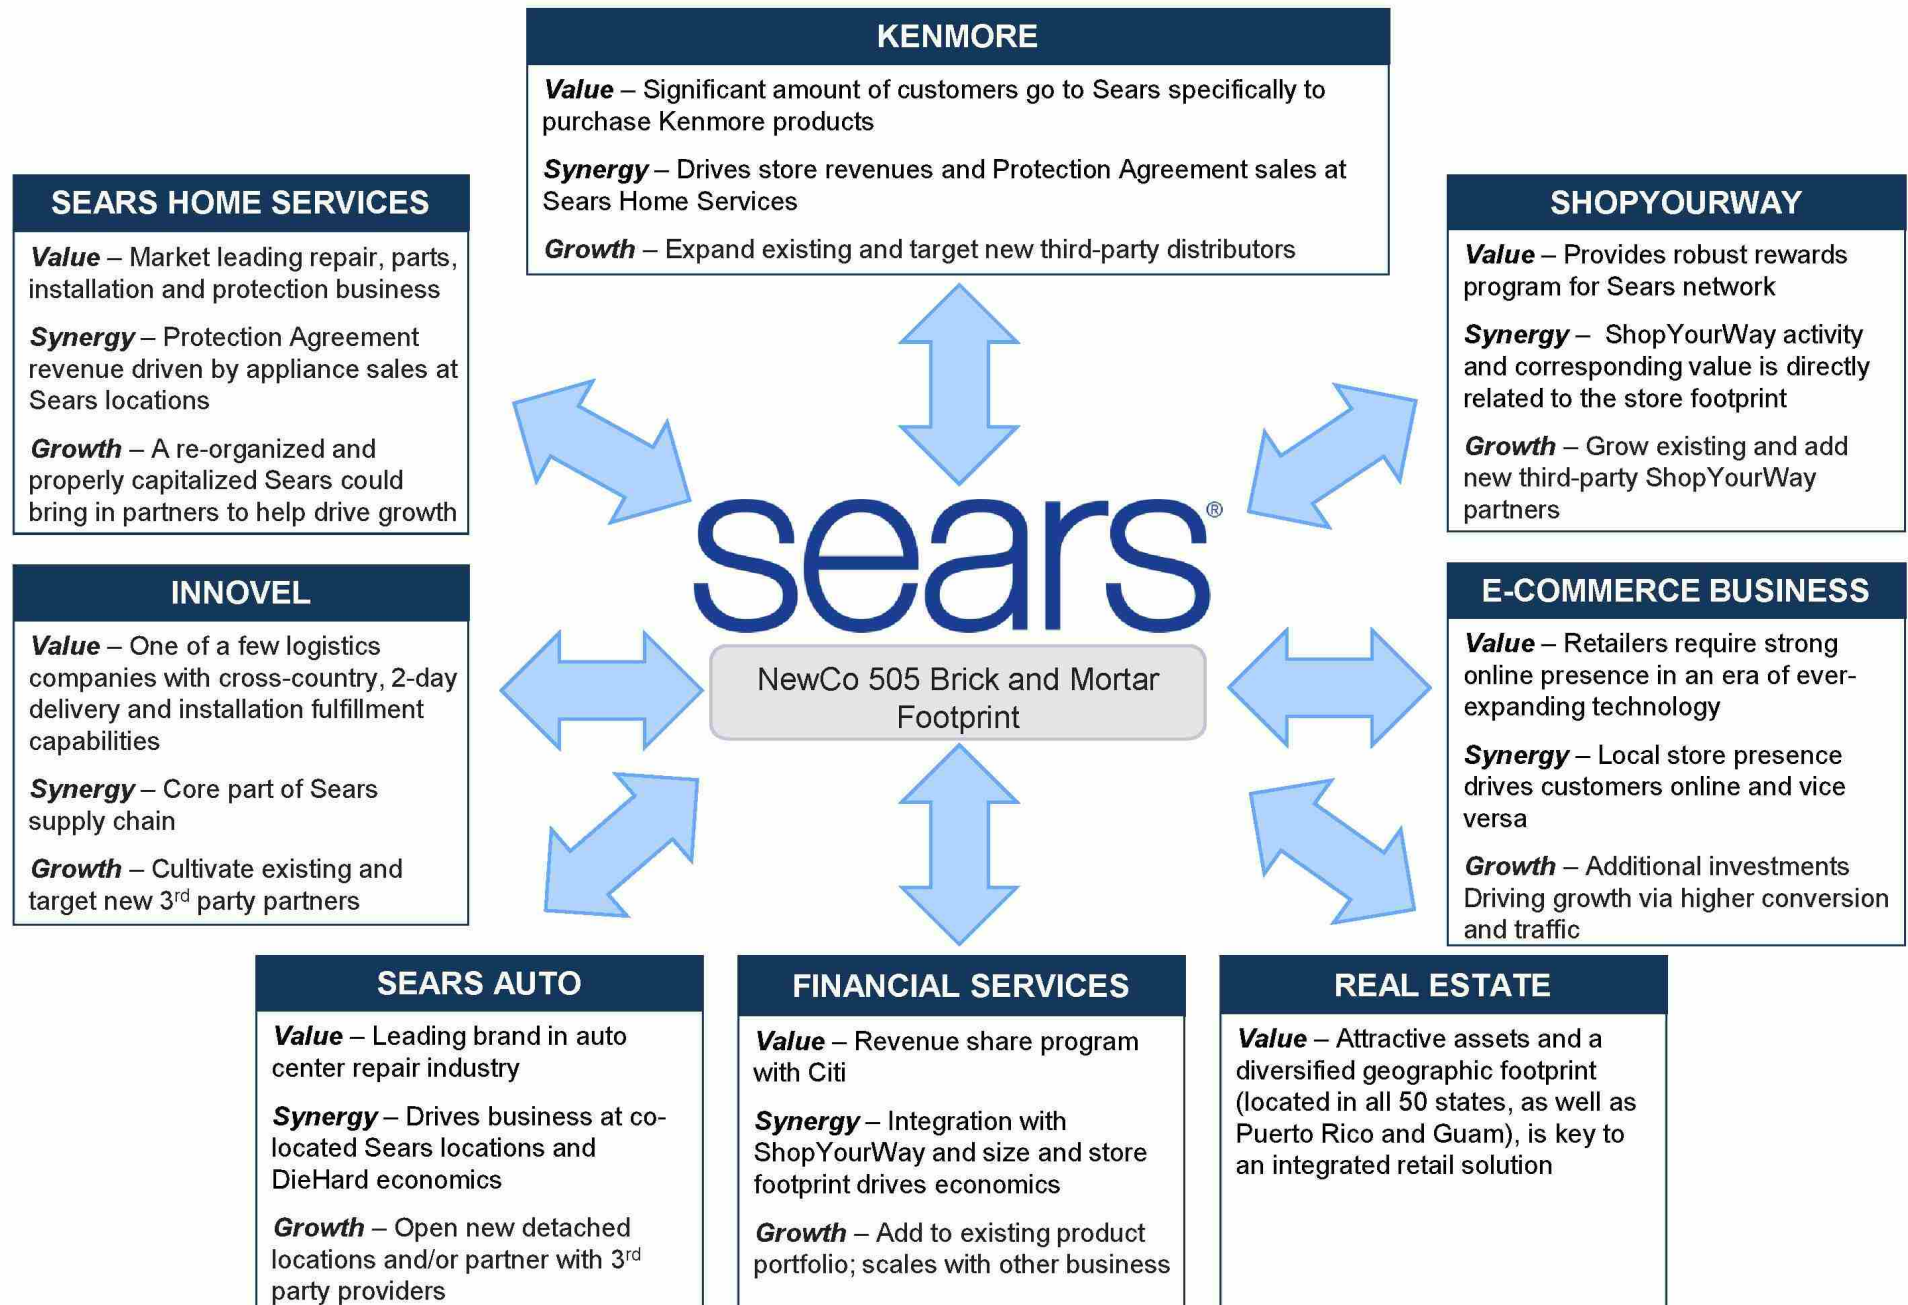 KENMORE
Value – Significant amount of customers go to Sears specifically to
purchase Kenmore products
Synergy – Drives store revenues and Protection Agreement sales at
Sears Home Services
Growth – Expand existing and target new third-party distributors
SEARS HOME SERVICES
Value – Market leading repair, parts,
installation and protection business
Synergy – Protection Agreement
revenue driven by appliance sales at
Sears locations
Growth – A re-organized and
properly capitalized Sears could
bring in partners to help drive growth
SHOPYOURWAY
Value – Provides robust rewards
program for Sears network
Synergy – ShopYourWay activity
and corresponding value is directly
related to the store footprint
Growth – Grow existing and add
new third-party ShopYourWay
partners
sears®
NewCo 505 Brick and Mortar
Footprint
INNOVEL
Value – One of a few logistics
companies with cross-country, 2-day
delivery and installation fulfillment
capabilities
Synergy – Core part of Sears
supply chain
Growth – Cultivate existing and
target new 3rd party partners
E-COMMERCE BUSINESS
Value – Retailers require strong
online presence in an era of ever-
expanding technology
Synergy – Local store presence
drives customers online and vice
versa
Growth – Additional investments
Driving growth via higher conversion
and traffic
SEARS AUTO
Value – Leading brand in auto
center repair industry
Synergy – Drives business at co-
located Sears locations and
DieHard economics
Growth – Open new detached
locations and/or partner with 3rd
party providers
FINANCIAL SERVICES
Value – Revenue share program
with Citi
Synergy – Integration with
ShopYourWay and size and store
footprint drives economics
Growth – Add to existing product
portfolio; scales with other business
REAL ESTATE
Value – Attractive assets and a
diversified geographic footprint
(located in all 50 states, as well as
Puerto Rico and Guam), is key to
an integrated retail solution